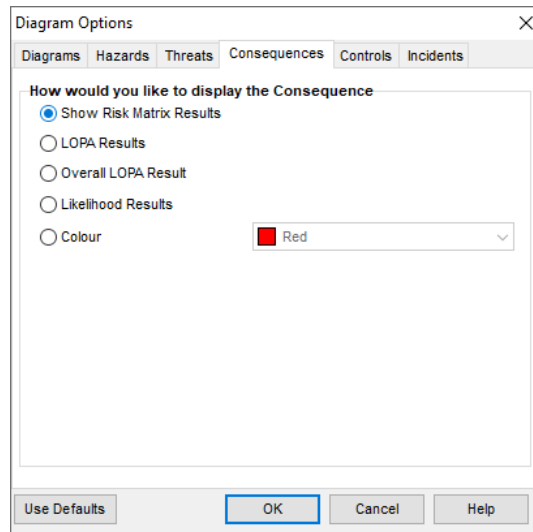 Diagram Options
Diagrams Hazards Threats Consequences Controls Incidents
How would you like to display the Consequence
Show Risk Matrix Results
LOPA Results
Overall LOPA Result
Likelihood Results
Colour Red
Use Defaults OK Cancel Help